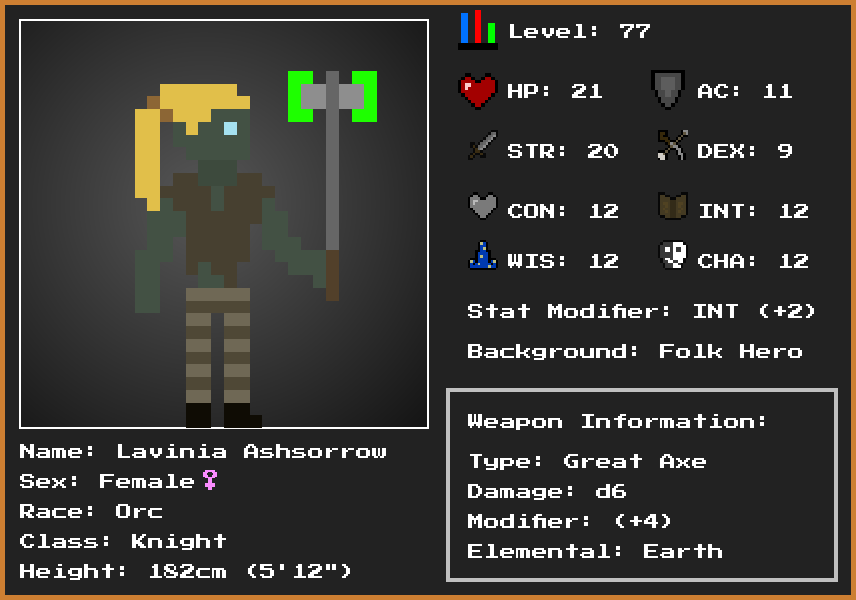 Level: 77
HP: 21
AC: 11
STR: 20
DEX: 9
CON: 12
INT: 12
WIS: 12
CHA: 12
Stat Modifier: INT (+2)
Background: Folk Hero
Name: Lavinia Ashsorrow
Sex: Female♀
Race: Orc
Class: Knight
Height: 182cm (5'12")
Weapon Information:
Type: Great Axe
Damage: d6
Modifier: (+4)
Elemental: Earth